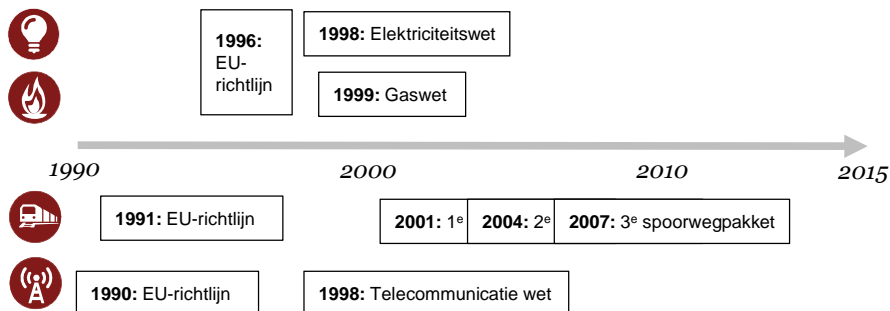 1996:
EU-
richtlijn
1998: Elektriciteitswet
1999: Gaswet
1990
2000
2010
2015
1991: EU-richtlijn
2001: 1e
2004: 2e
2007: 3e spoorwegpakket
1990: EU-richtlijn
1998: Telecommunicatie wet